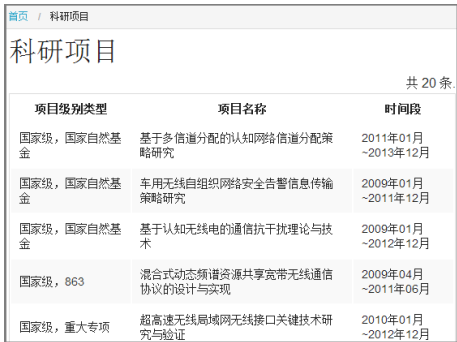 首页 / 科研项目
科研项目
共 20 条.
项目级别类型 项目名称 时间段
国家级，国家自然基 基于多信道分配的认知网络信道分配策 2011年01月
金 略研究 ~2013年12月
国家级，国家自然基 车用无线自组织网络安全告警信息传输 2009年01月
金 策略研究 ~2011年12月
国家级，国家自然基 基于认知无线电的通信抗干扰理论与技 2009年01月
金 术 ~2012年12月
国家级，863 混合式动态频谱资源共享宽带无线通信 2009年04月
协议的设计与实现 ~2011年06月
国家级，重大专项 超高速无线局域网无线接口关键技术研 2010年01月
究与验证 ~2012年12月